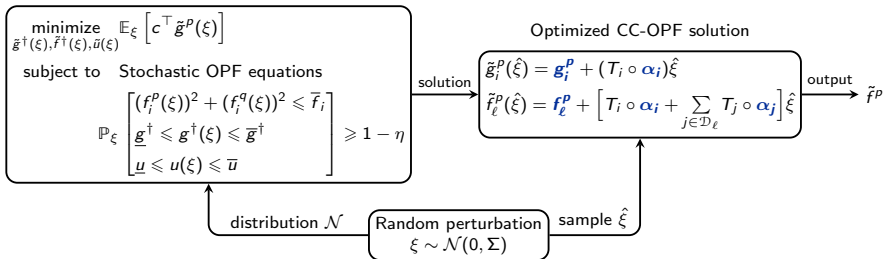 minimize 𝔼_ξ [c^⊤ g̃^p(ξ)]
g̃^†(ξ), f̃^†(ξ), ũ(ξ)
subject to Stochastic OPF equations
ℙ_ξ [ (f_i^p(ξ))² + (f_i^q(ξ))² ⩽ f̅_i
g̲^† ⩽ g^†(ξ) ⩽ g̅^†
u̲ ⩽ u(ξ) ⩽ u̅ ] ⩾ 1 − η
solution
Optimized CC-OPF solution
g̃_i^p(ξ̂) = g_i^p + (T_i ∘ α_i)ξ̂
f̃_ℓ^p(ξ̂) = f_ℓ^p + [T_i ∘ α_i + ∑_{j∈𝒟_ℓ} T_j ∘ α_j]ξ̂
output
f̃^p
distribution 𝒩
Random perturbation
ξ ∼ 𝒩(0, Σ)
sample ξ̂